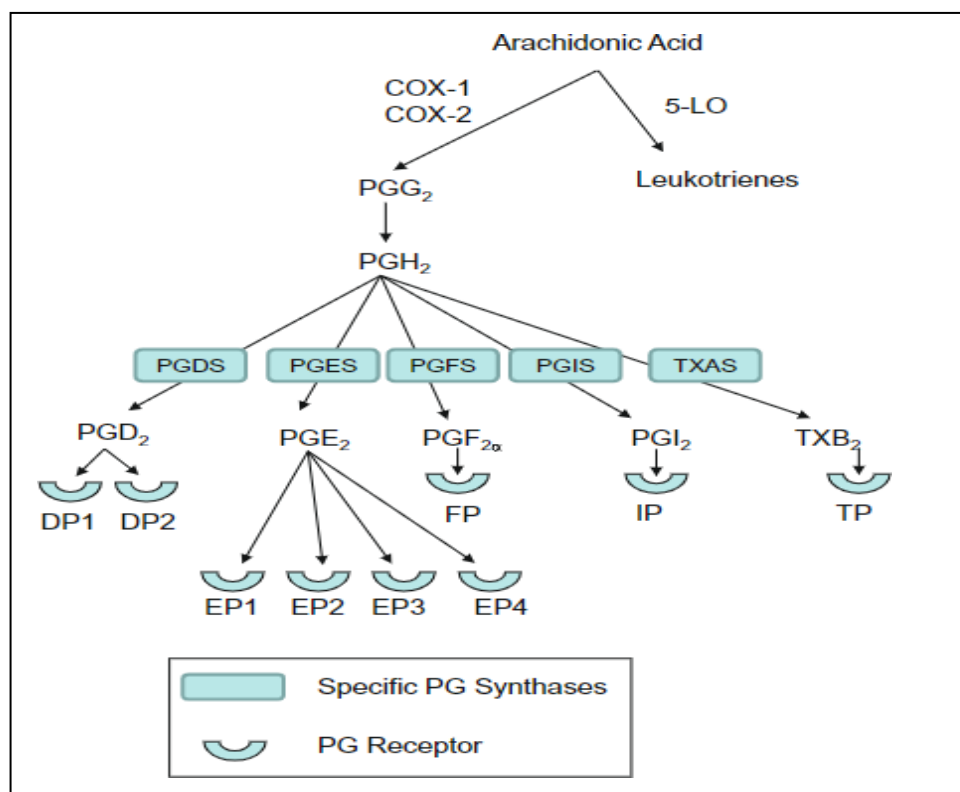 Arachidonic Acid
COX-1
COX-2
5-LO
PGG₂
Leukotrienes
PGH₂
PGDS PGES PGFS PGIS TXAS
PGD₂ PGE₂ PGF₂α PGI₂ TXB₂
DP1 DP2 FP IP TP
EP1 EP2 EP3 EP4
Specific PG Synthases
PG Receptor